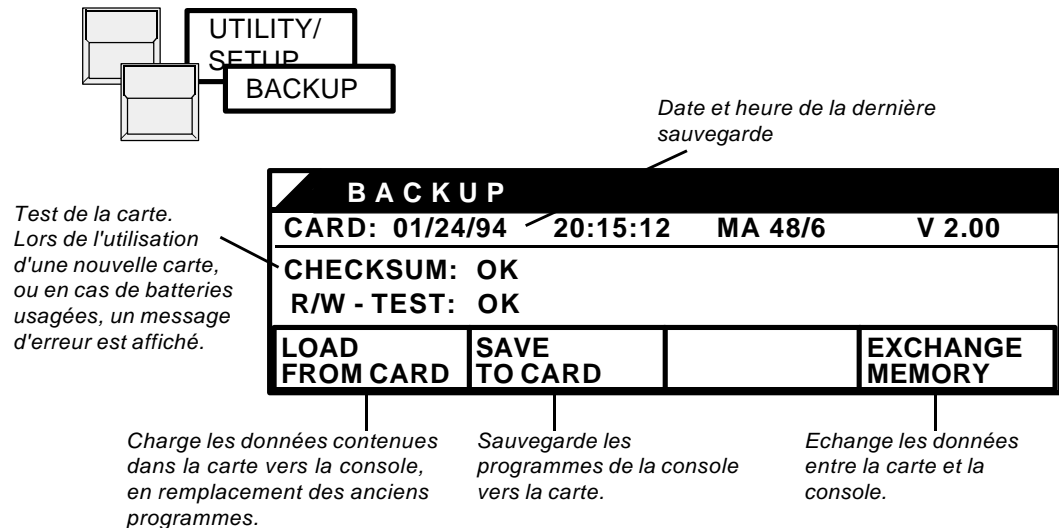 UTILITY/
SETUP
BACKUP
Date et heure de la dernière
sauvegarde
BACKUP
CARD: 01/24/94 20:15:12 MA 48/6 V 2.00
Test de la carte.
Lors de l'utilisation
d'une nouvelle carte,
ou en cas de batteries
usagées, un message
d'erreur est affiché.
CHECKSUM: OK
R/W - TEST: OK
LOAD
FROM CARD
SAVE
TO CARD
EXCHANGE
MEMORY
Charge les données contenues
dans la carte vers la console,
en remplacement des anciens
programmes.
Sauvegarde les
programmes de la console
vers la carte.
Echange les données
entre la carte et la
console.